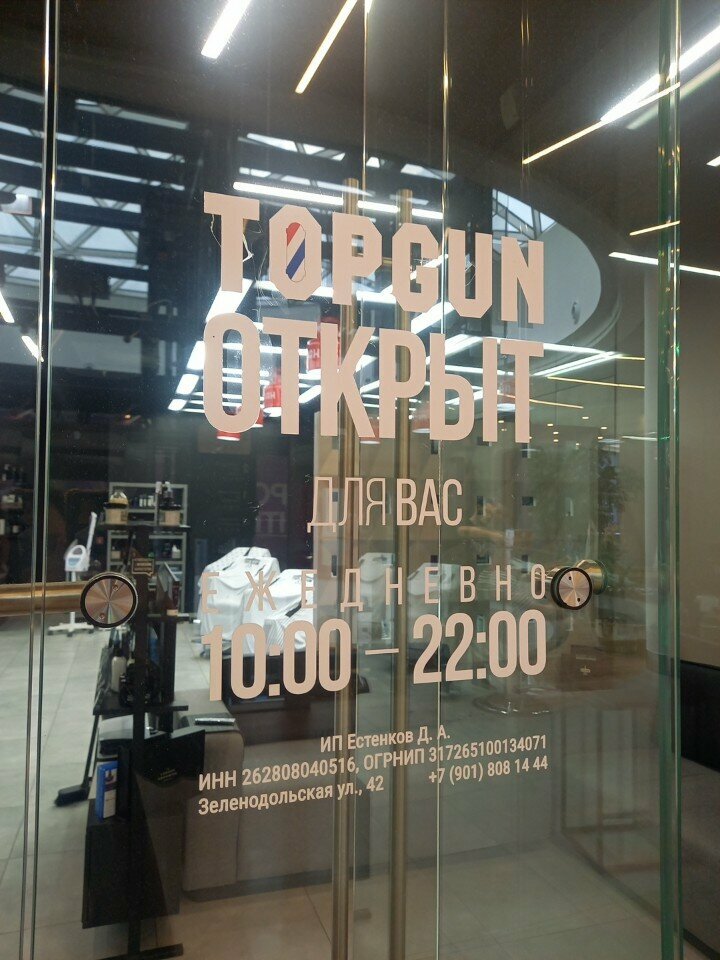 TOPGUN
ОТКРЫТ
ДЛЯ ВАС
ЕЖЕДНЕВНО
10:00 – 22:00
ИП Естенков Д. А.
ИНН 262808040516, ОГРНИП 317265100134071
Зеленодольская ул., 42 +7 (901) 808 14 44